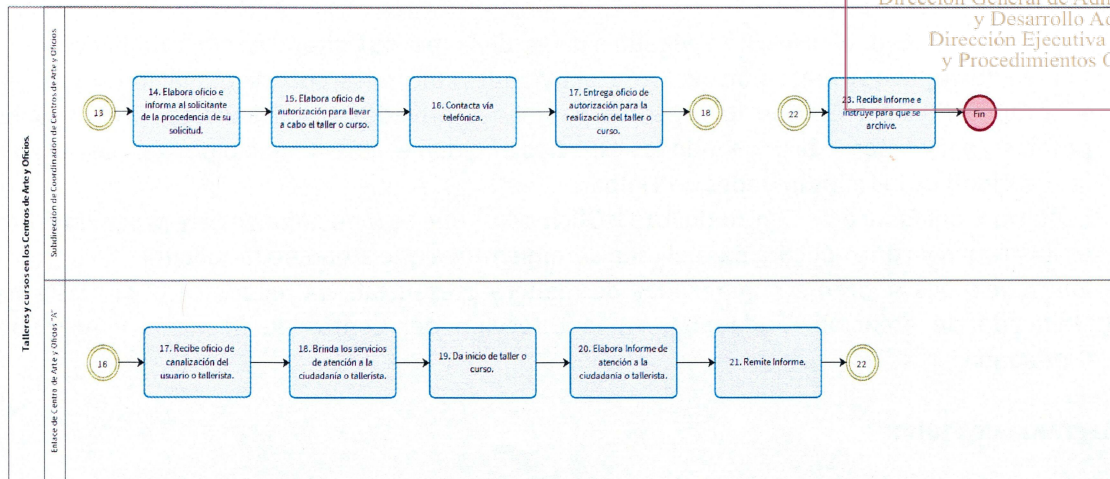 Dirección General de Adm
y Desarrollo Ad
Dirección Ejecutiva
y Procedimientos O
Talleres y cursos en los Centros de Arte y Oficios.
Subdirección de Coordinación de Centros de Arte y Oficios.
13
14. Elabora oficio e
informa al solicitante
de la procedencia de su
solicitud.
15. Elabora oficio de
autorización para llevar
a cabo el taller o curso.
16. Contacta vía
telefónica.
17. Entrega oficio de
autorización para la
realización del taller o
curso.
18
22
23. Recibe Informe e
instruye para que se
archive.
Fin
Enlace de Centro de Arte y Oficios "A"
16
17. Recibe oficio de
canalización del
usuario o tallerista.
18. Brinda los servicios
de atención a la
ciudadanía o tallerista.
19. Da inicio de taller o
curso.
20. Elabora Informe de
atención a la
ciudadanía o tallerista.
21. Remite Informe.
22